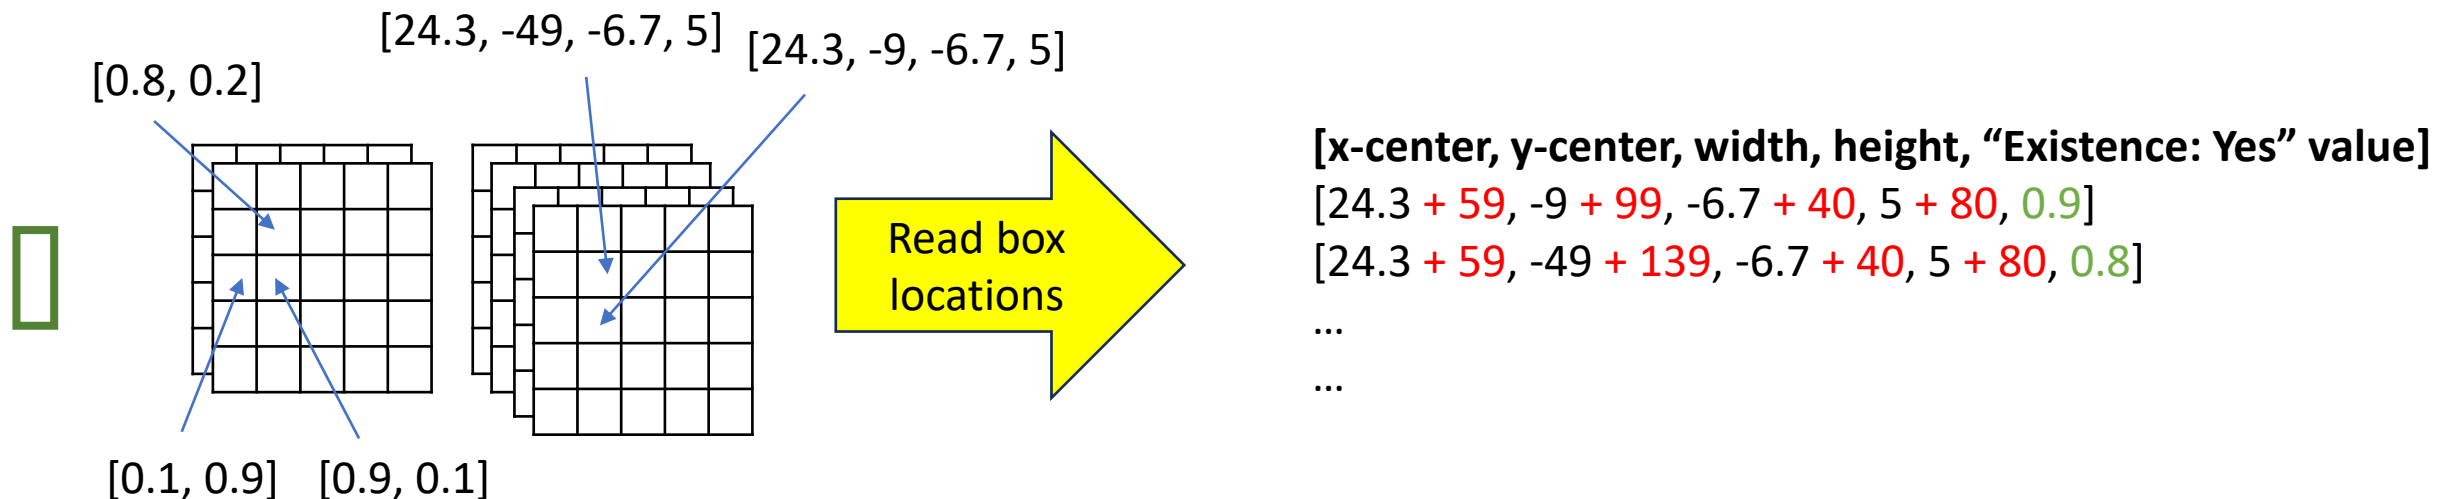 [24.3, -49, -6.7, 5]
[24.3, -9, -6.7, 5]
[0.8, 0.2]
[0.1, 0.9]
[0.9, 0.1]
Read box
locations
[x-center, y-center, width, height, “Existence: Yes” value]
[24.3 + 59, -9 + 99, -6.7 + 40, 5 + 80, 0.9]
[24.3 + 59, -49 + 139, -6.7 + 40, 5 + 80, 0.8]
...
...